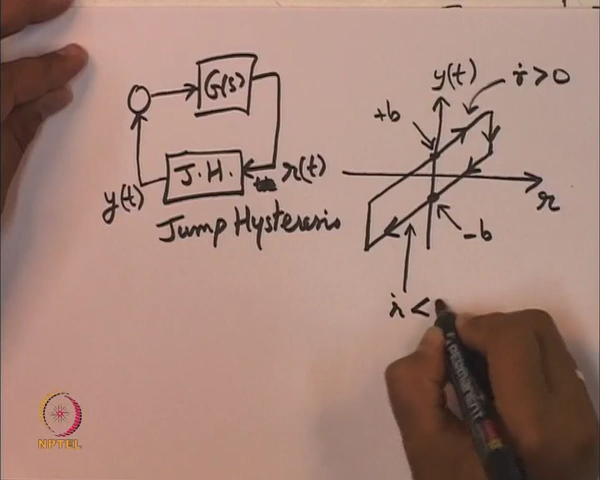 G(s)
J.H.
r(t)
y(t)
Jump Hysteresis
y(t)
ṙ > 0
+b
r
-b
ṙ <
NPTEL